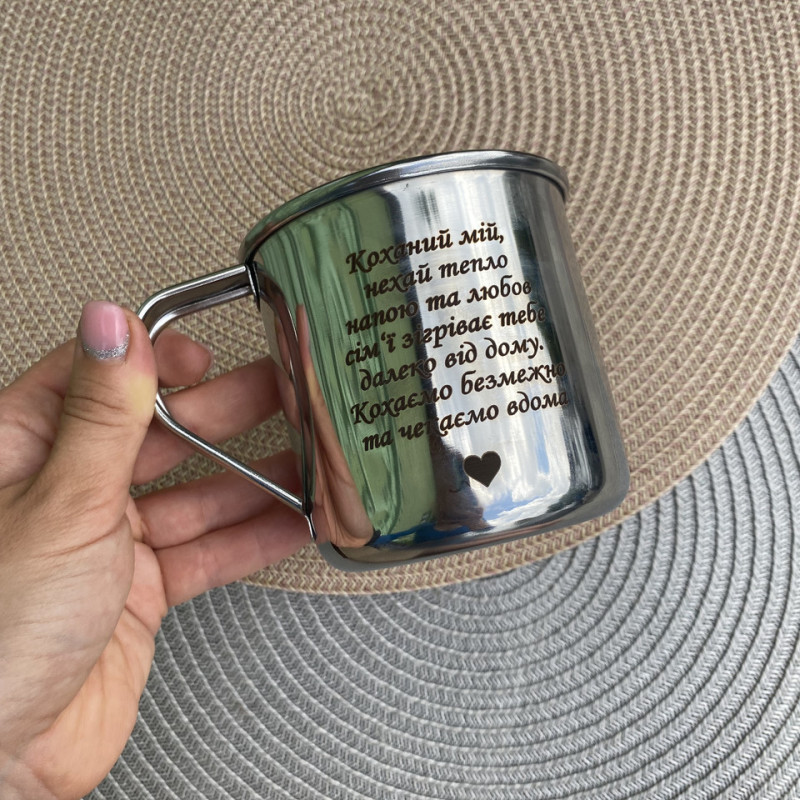 Коханий мій,
нехай тепло
напою та любов
сім'ї зігріває тебе
далеко від дому.
Кохаємо безмежно
та чекаємо вдома